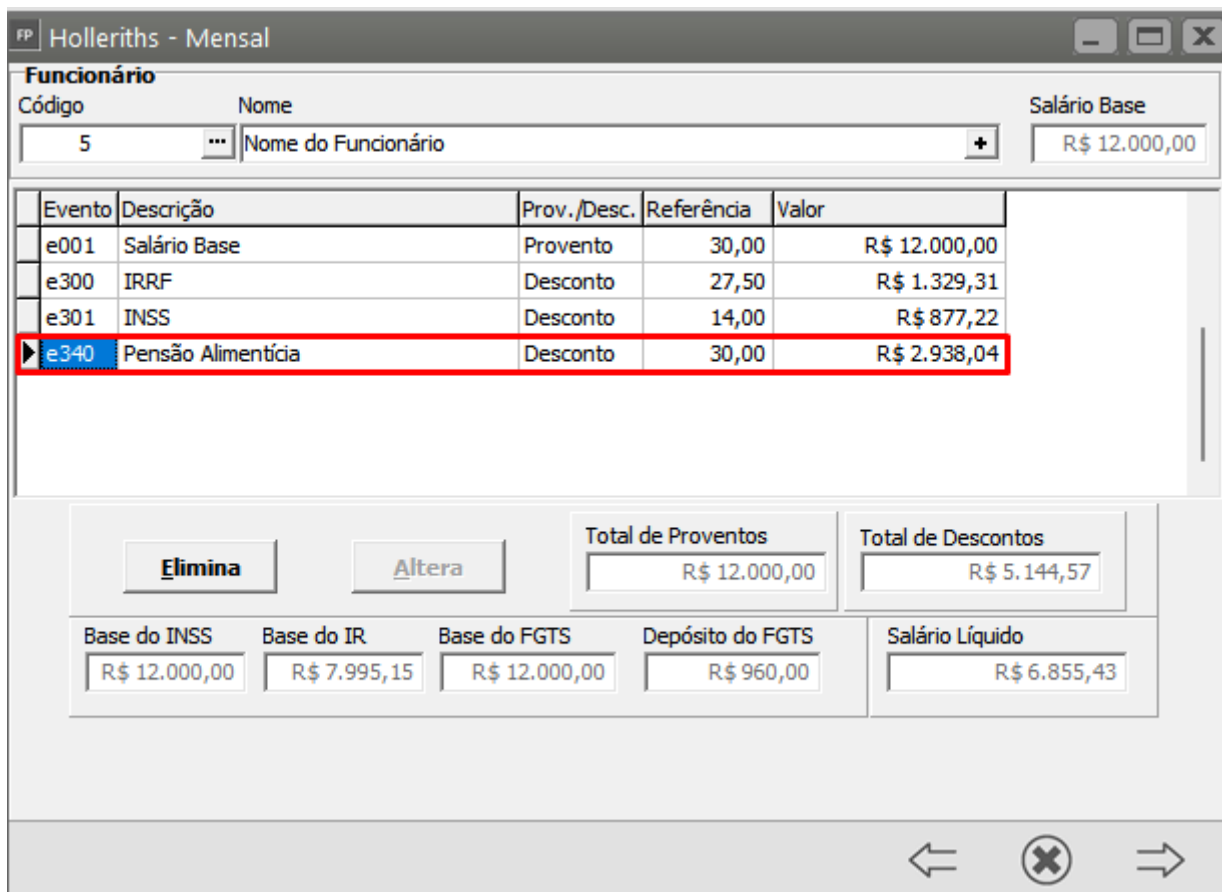 FP Holleriths - Mensal
Funcionário
Código Nome Salário Base
5 ... Nome do Funcionário + R$ 12.000,00
Evento Descrição Prov./Desc. Referência Valor
e001 Salário Base Provento 30,00 R$ 12.000,00
e300 IRRF Desconto 27,50 R$ 1.329,31
e301 INSS Desconto 14,00 R$ 877,22
e340 Pensão Alimentícia Desconto 30,00 R$ 2.938,04
Total de Proventos Total de Descontos
Elimina Altera R$ 12.000,00 R$ 5.144,57
Base do INSS Base do IR Base do FGTS Depósito do FGTS Salário Líquido
R$ 12.000,00 R$ 7.995,15 R$ 12.000,00 R$ 960,00 R$ 6.855,43